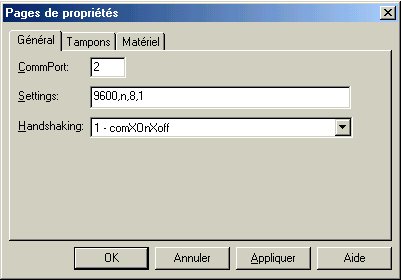 Pages de propriétés
Général Tampons Matériel
CommPort: 2
Settings: 9600,n,8,1
Handshaking: 1 - comXOnXoff
OK Annuler Appliquer Aide